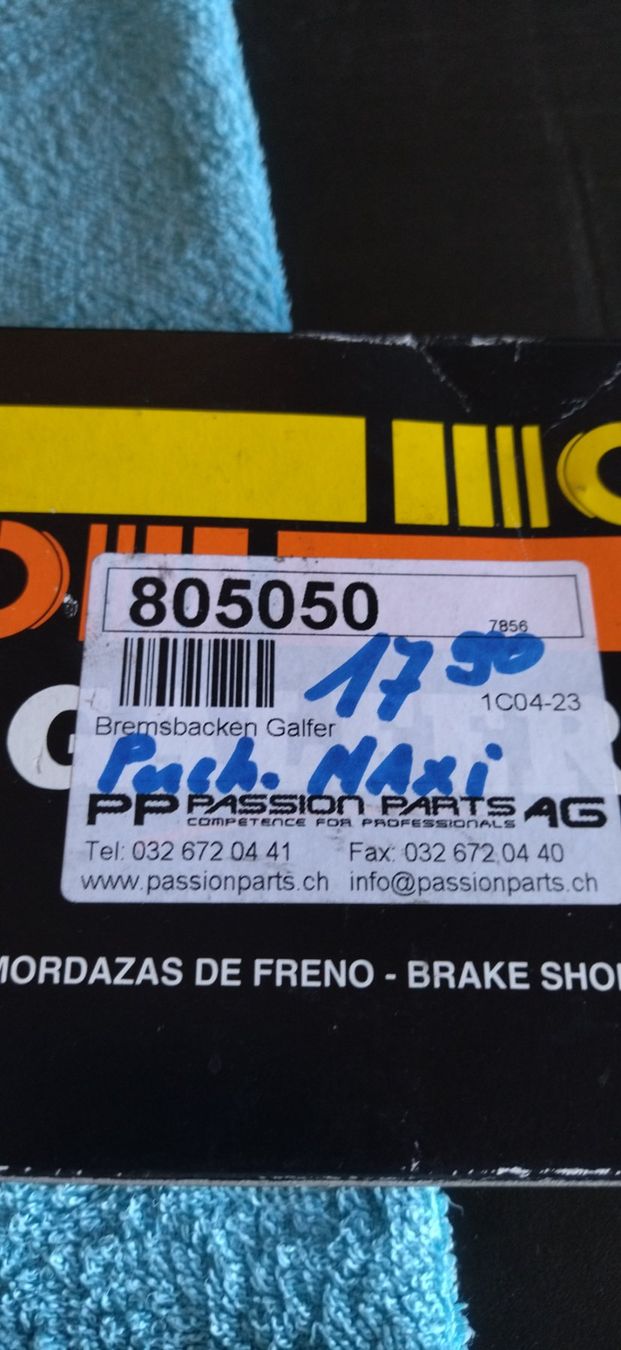 805050
7856
17 90
1C04-23
Bremsbacken Galfer
Puch. MAxi
PP PASSION PARTS AG
COMPETENCE FOR PROFESSIONALS
Tel: 032 672 04 41 Fax: 032 672 04 40
www.passionparts.ch info@passionparts.ch
MORDAZAS DE FRENO - BRAKE SHOE